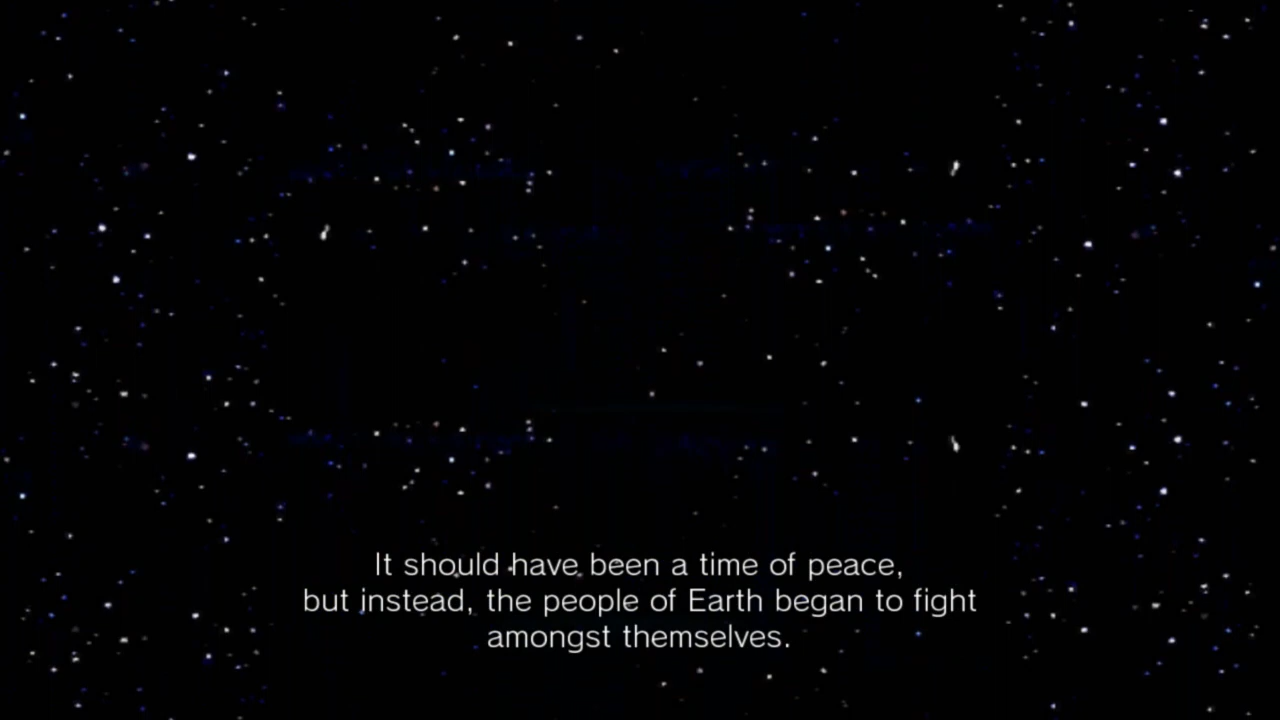 It should have been a time of peace,
but instead, the people of Earth began to fight
amongst themselves.